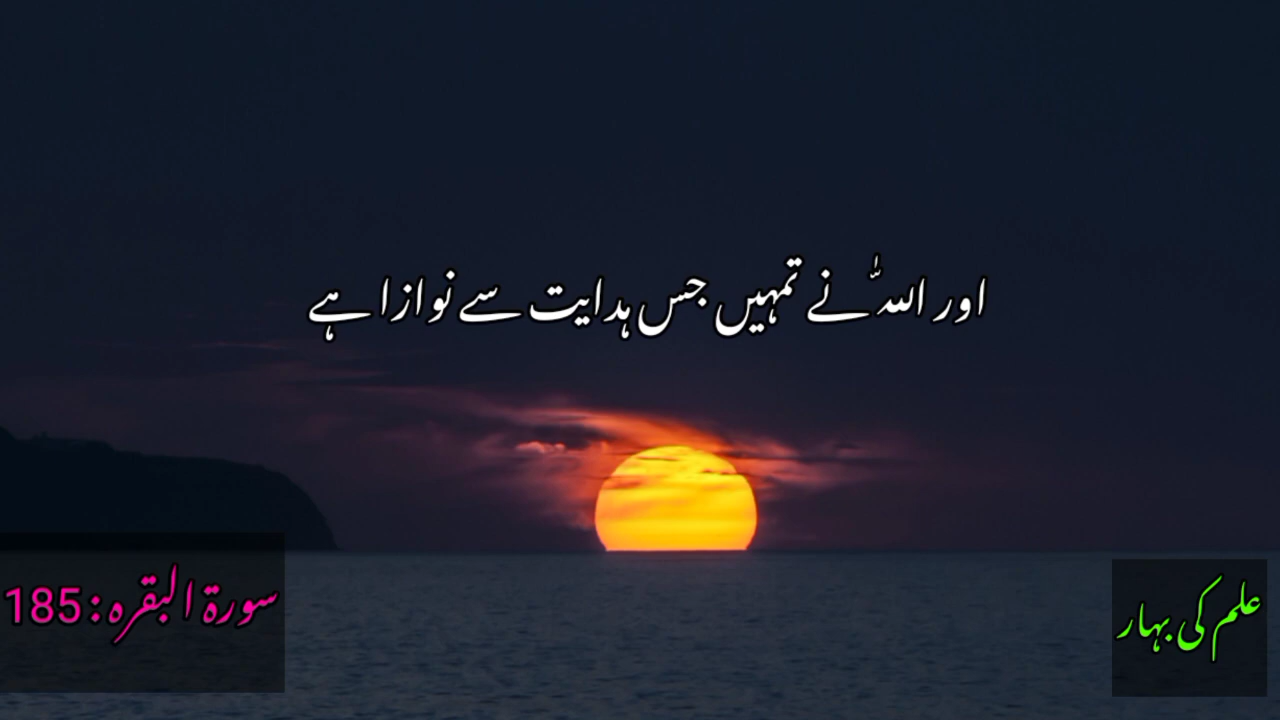 اور اللہ نے تمہیں جس ہدایت سے نوازا ہے
سورۃ البقرہ: 185
علم کی بہار